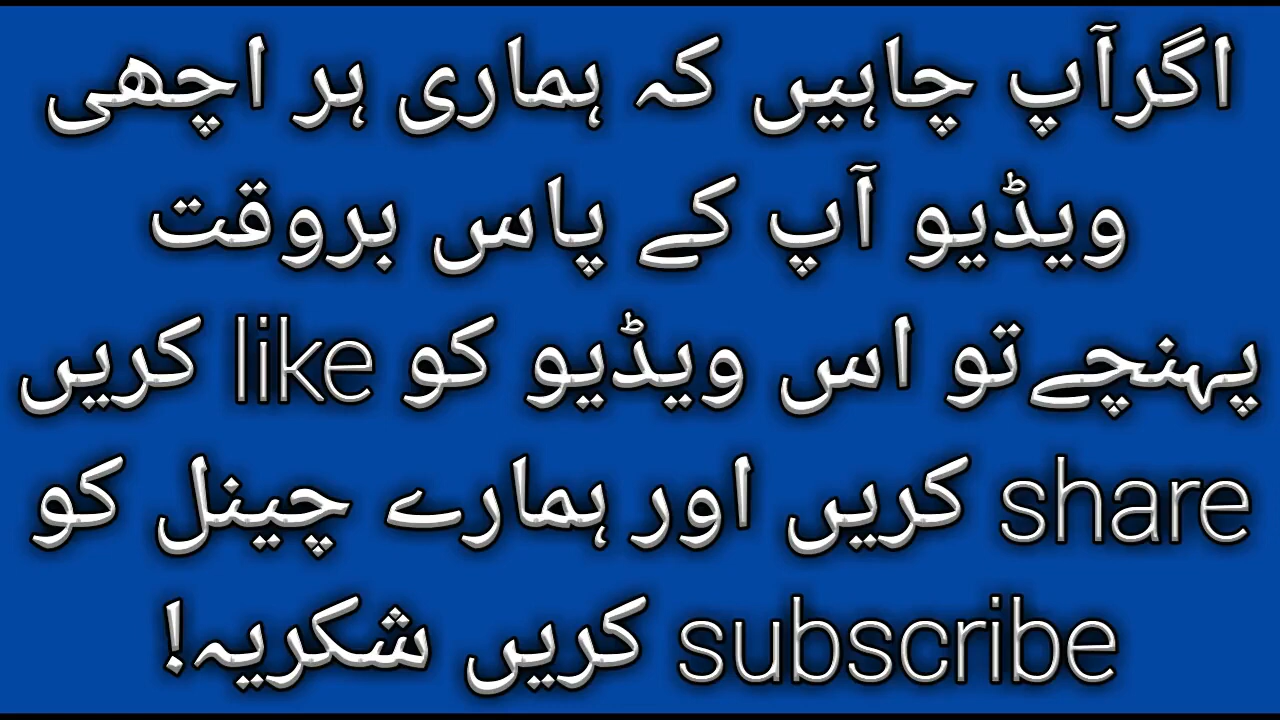 اگرآپ چاہیں کہ ہماری ہر اچھی
ویڈیو آپ کے پاس بروقت
پہنچےتو اس ویڈیو کو like کریں
share کریں اور ہمارے چینل کو
subscribe کریں شکریہ!